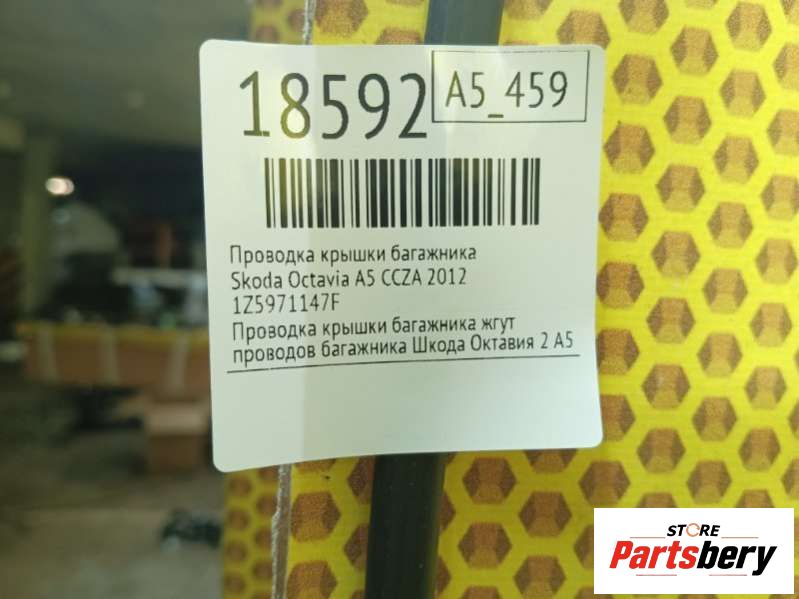 18592
A5_459
Проводка крышки багажника
Skoda Octavia A5 CCZA 2012
1Z5971147F
Проводка крышки багажника жгут
проводов багажника Шкода Октавия 2 А5
STORE
Partsbery